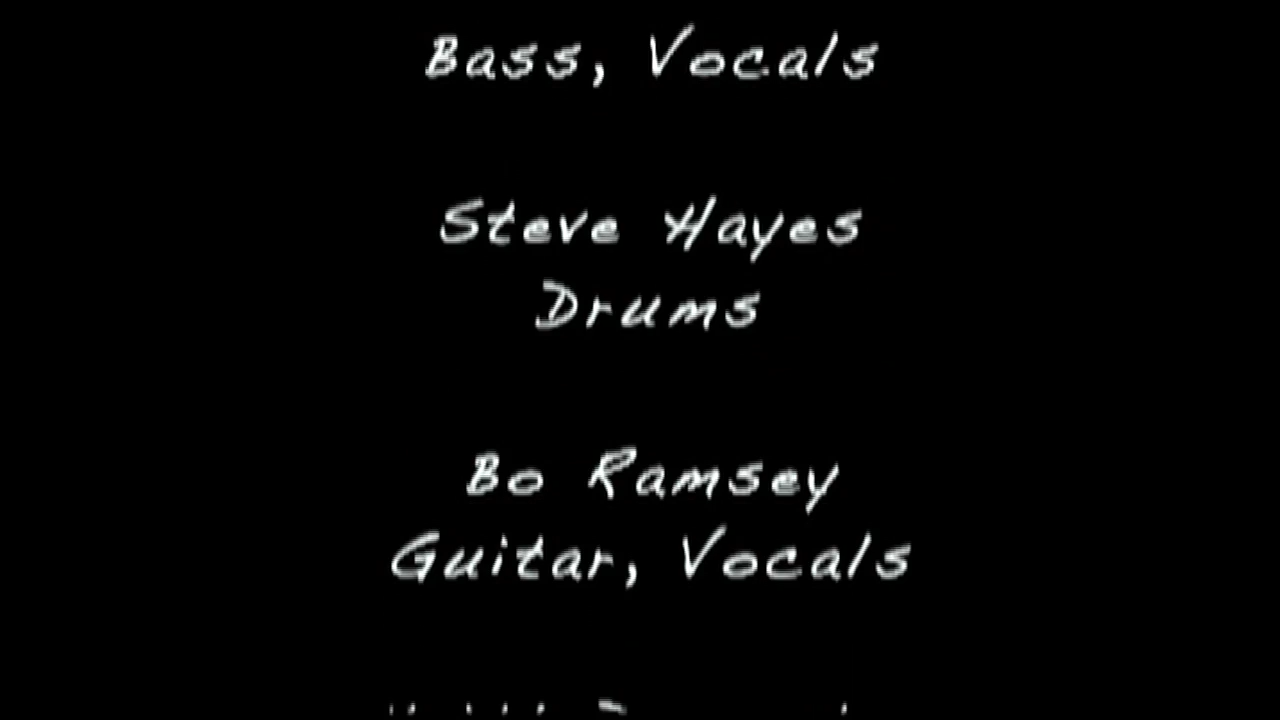 Bass, Vocals
Steve Hayes
Drums
Bo Ramsey
Guitar, Vocals